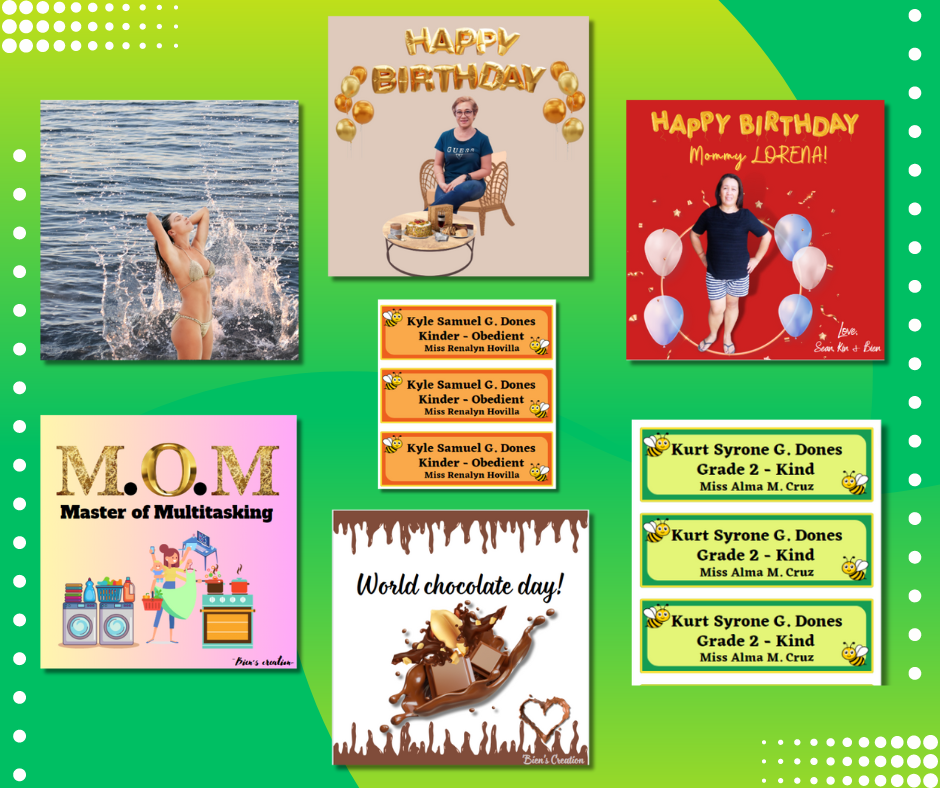 HAPPY
BIRTHDAY
GUESS
HAPPY BIRTHDAY
Mommy LORENA!
Love,
Sean, Kin & Bien
Kyle Samuel G. Dones
Kinder - Obedient
Miss Renalyn Hovilla
Kyle Samuel G. Dones
Kinder - Obedient
Miss Renalyn Hovilla
Kyle Samuel G. Dones
Kinder - Obedient
Miss Renalyn Hovilla
M.O.M
Master of Multitasking
Bien's creation
World chocolate day!
Bien's Creation
Kurt Syrone G. Dones
Grade 2 - Kind
Miss Alma M. Cruz
Kurt Syrone G. Dones
Grade 2 - Kind
Miss Alma M. Cruz
Kurt Syrone G. Dones
Grade 2 - Kind
Miss Alma M. Cruz